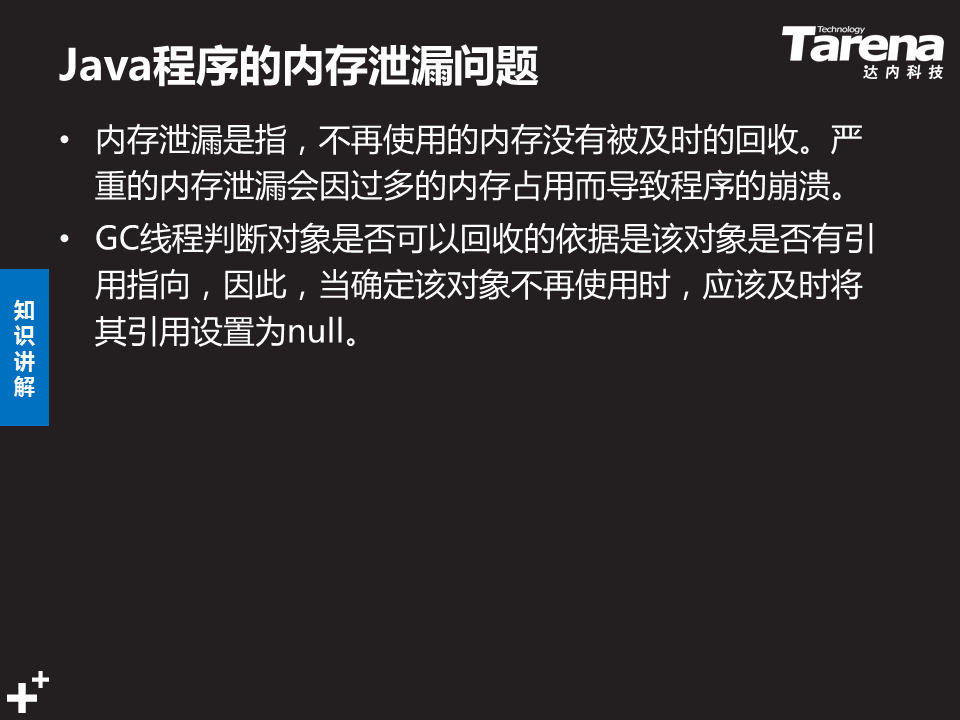 Java程序的内存泄漏问题
Technology
Tarena
达内科技
• 内存泄漏是指，不再使用的内存没有被及时的回收。严
重的内存泄漏会因过多的内存占用而导致程序的崩溃。
• GC线程判断对象是否可以回收的依据是该对象是否有引
用指向，因此，当确定该对象不再使用时，应该及时将
其引用设置为null。
知
识
讲
解